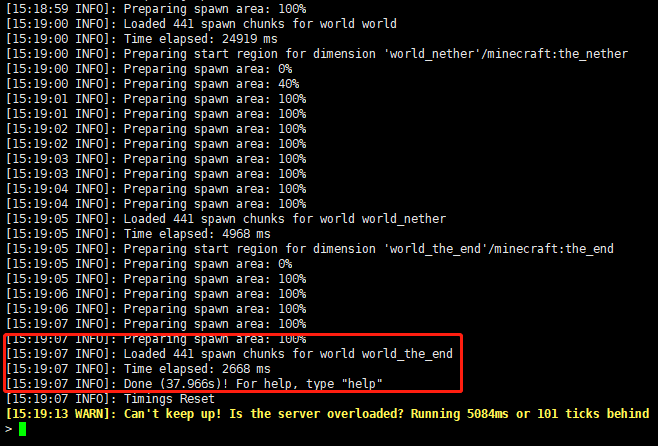 [15:18:59 INFO]: Preparing spawn area: 100%
[15:19:00 INFO]: Loaded 441 spawn chunks for world world
[15:19:00 INFO]: Time elapsed: 24919 ms
[15:19:00 INFO]: Preparing start region for dimension 'world_nether'/minecraft:the_nether
[15:19:00 INFO]: Preparing spawn area: 0%
[15:19:00 INFO]: Preparing spawn area: 40%
[15:19:01 INFO]: Preparing spawn area: 100%
[15:19:01 INFO]: Preparing spawn area: 100%
[15:19:02 INFO]: Preparing spawn area: 100%
[15:19:02 INFO]: Preparing spawn area: 100%
[15:19:03 INFO]: Preparing spawn area: 100%
[15:19:03 INFO]: Preparing spawn area: 100%
[15:19:04 INFO]: Preparing spawn area: 100%
[15:19:04 INFO]: Preparing spawn area: 100%
[15:19:05 INFO]: Loaded 441 spawn chunks for world world_nether
[15:19:05 INFO]: Time elapsed: 4968 ms
[15:19:05 INFO]: Preparing start region for dimension 'world_the_end'/minecraft:the_end
[15:19:05 INFO]: Preparing spawn area: 0%
[15:19:05 INFO]: Preparing spawn area: 100%
[15:19:06 INFO]: Preparing spawn area: 100%
[15:19:06 INFO]: Preparing spawn area: 100%
[15:19:07 INFO]: Preparing spawn area: 100%
[15:19:07 INFO]: Preparing spawn area: 100%
[15:19:07 INFO]: Loaded 441 spawn chunks for world world_the_end
[15:19:07 INFO]: Time elapsed: 2668 ms
[15:19:07 INFO]: Done (37.966s)! For help, type "help"
[15:19:07 INFO]: Timings Reset
[15:19:13 WARN]: Can't keep up! Is the server overloaded? Running 5084ms or 101 ticks behind
>